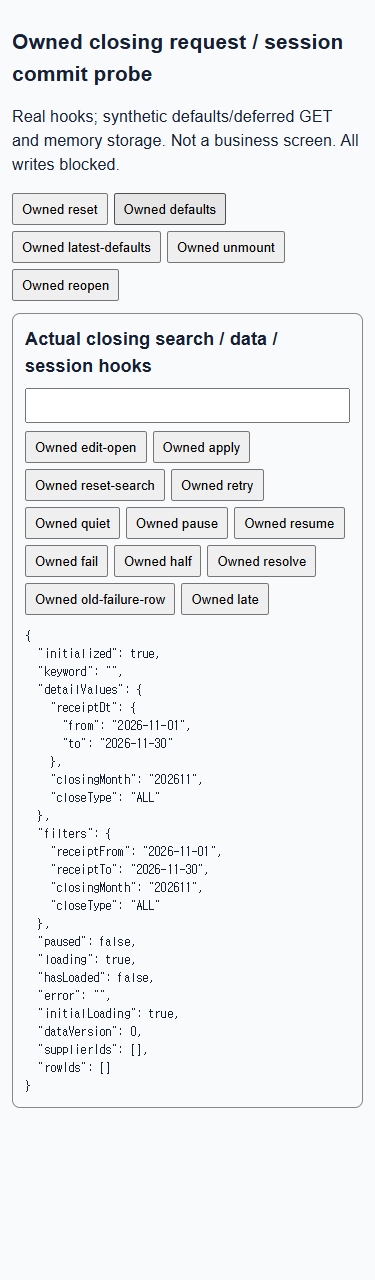 Owned closing request / session
commit probe
Real hooks; synthetic defaults/deferred GET
and memory storage. Not a business screen. All
writes blocked.
Owned reset
Owned defaults
Owned latest-defaults
Owned unmount
Owned reopen
Actual closing search / data /
session hooks
Owned edit-open
Owned apply
Owned reset-search
Owned retry
Owned quiet
Owned pause
Owned resume
Owned fail
Owned half
Owned resolve
Owned old-failure-row
Owned late
{
  "initialized": true,
  "keyword": "",
  "detailValues": {
    "receiptDt": {
      "from": "2026-11-01",
      "to": "2026-11-30"
    },
    "closingMonth": "202611",
    "closeType": "ALL"
  },
  "filters": {
    "receiptFrom": "2026-11-01",
    "receiptTo": "2026-11-30",
    "closingMonth": "202611",
    "closeType": "ALL"
  },
  "paused": false,
  "loading": true,
  "hasLoaded": false,
  "error": "",
  "initialLoading": true,
  "dataVersion": 0,
  "supplierIds": [],
  "rowIds": []
}